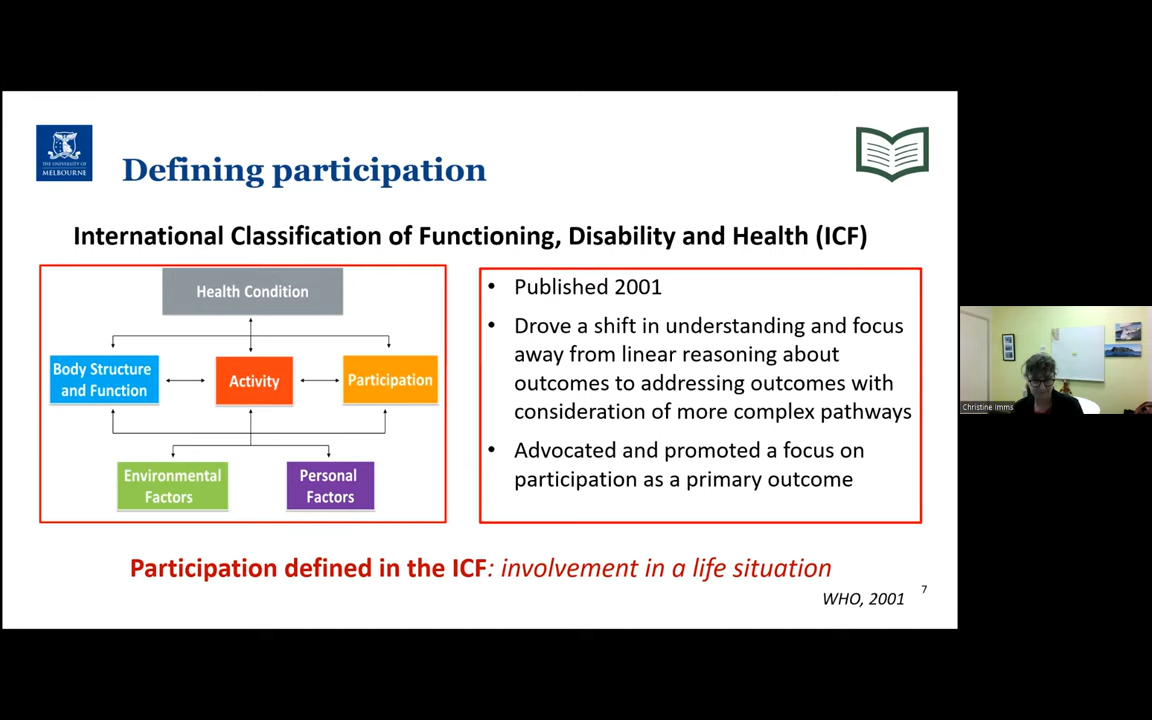 THE UNIVERSITY OF
MELBOURNE
Defining participation
International Classification of Functioning, Disability and Health (ICF)
Health Condition
Body Structure
and Function
Activity
Participation
Environmental
Factors
Personal
Factors
• Published 2001
• Drove a shift in understanding and focus
away from linear reasoning about
outcomes to addressing outcomes with
consideration of more complex pathways
• Advocated and promoted a focus on
participation as a primary outcome
Participation defined in the ICF: involvement in a life situation
WHO, 2001
7
Christine Imms